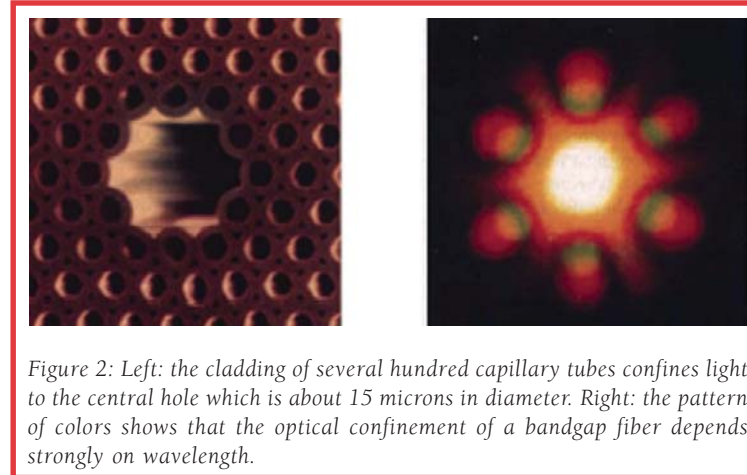 Figure 2: Left: the cladding of several hundred capillary tubes confines light
to the central hole which is about 15 microns in diameter. Right: the pattern
of colors shows that the optical confinement of a bandgap fiber depends
strongly on wavelength.